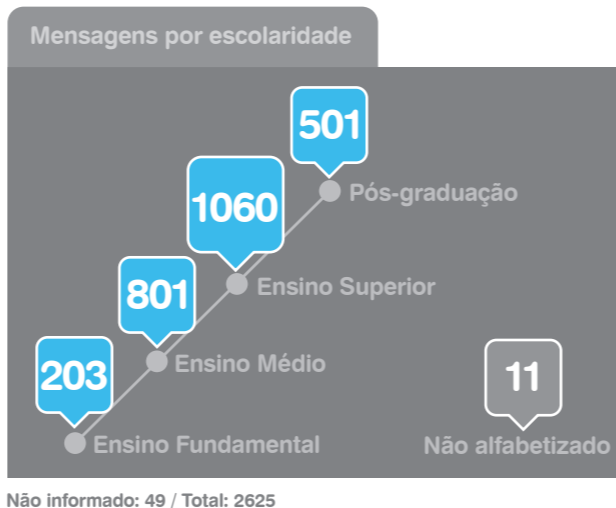 Mensagens por escolaridade
501
Pós-graduação
1060
Ensino Superior
801
Ensino Médio
203
Ensino Fundamental
11
Não alfabetizado
Não informado: 49 / Total: 2625